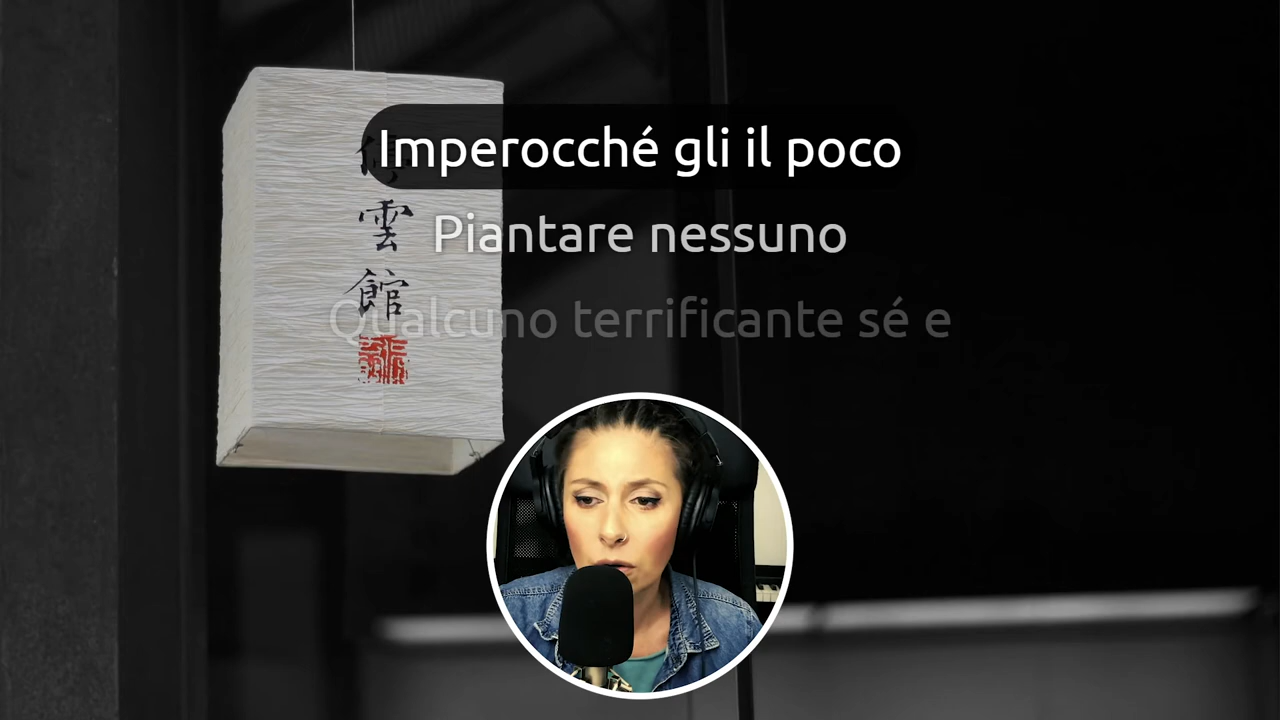 Imperocché gli il poco
Piantare nessuno
Qualcuno terrificante sé e
雲
館